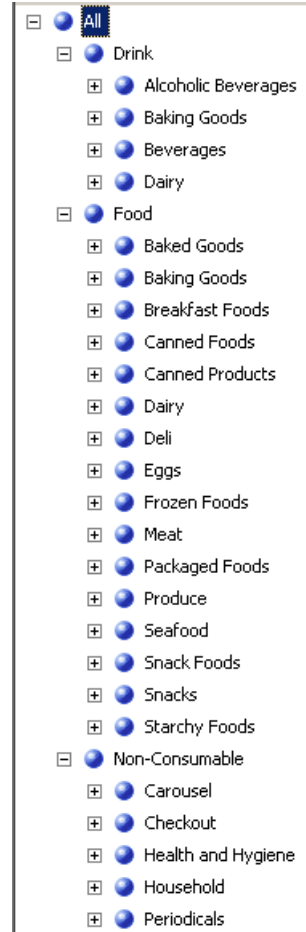 All
Drink
Alcoholic Beverages
Baking Goods
Beverages
Dairy
Food
Baked Goods
Baking Goods
Breakfast Foods
Canned Foods
Canned Products
Dairy
Deli
Eggs
Frozen Foods
Meat
Packaged Foods
Produce
Seafood
Snack Foods
Snacks
Starchy Foods
Non-Consumable
Carousel
Checkout
Health and Hygiene
Household
Periodicals